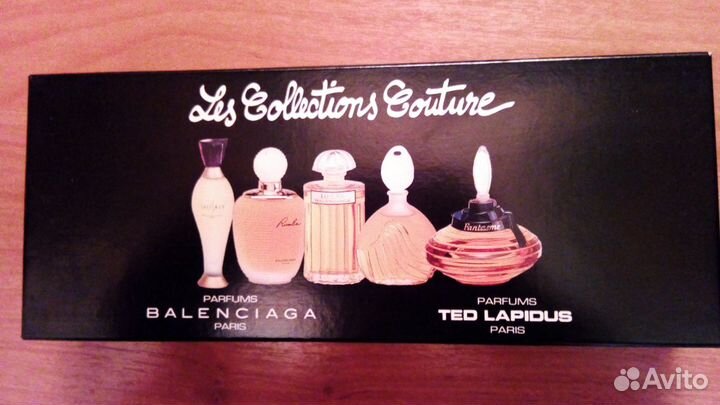 Les Collections Couture
Rumba
Fantasme
PARFUMS
BALENCIAGA
PARIS
PARFUMS
TED LAPIDUS
PARIS
Avito